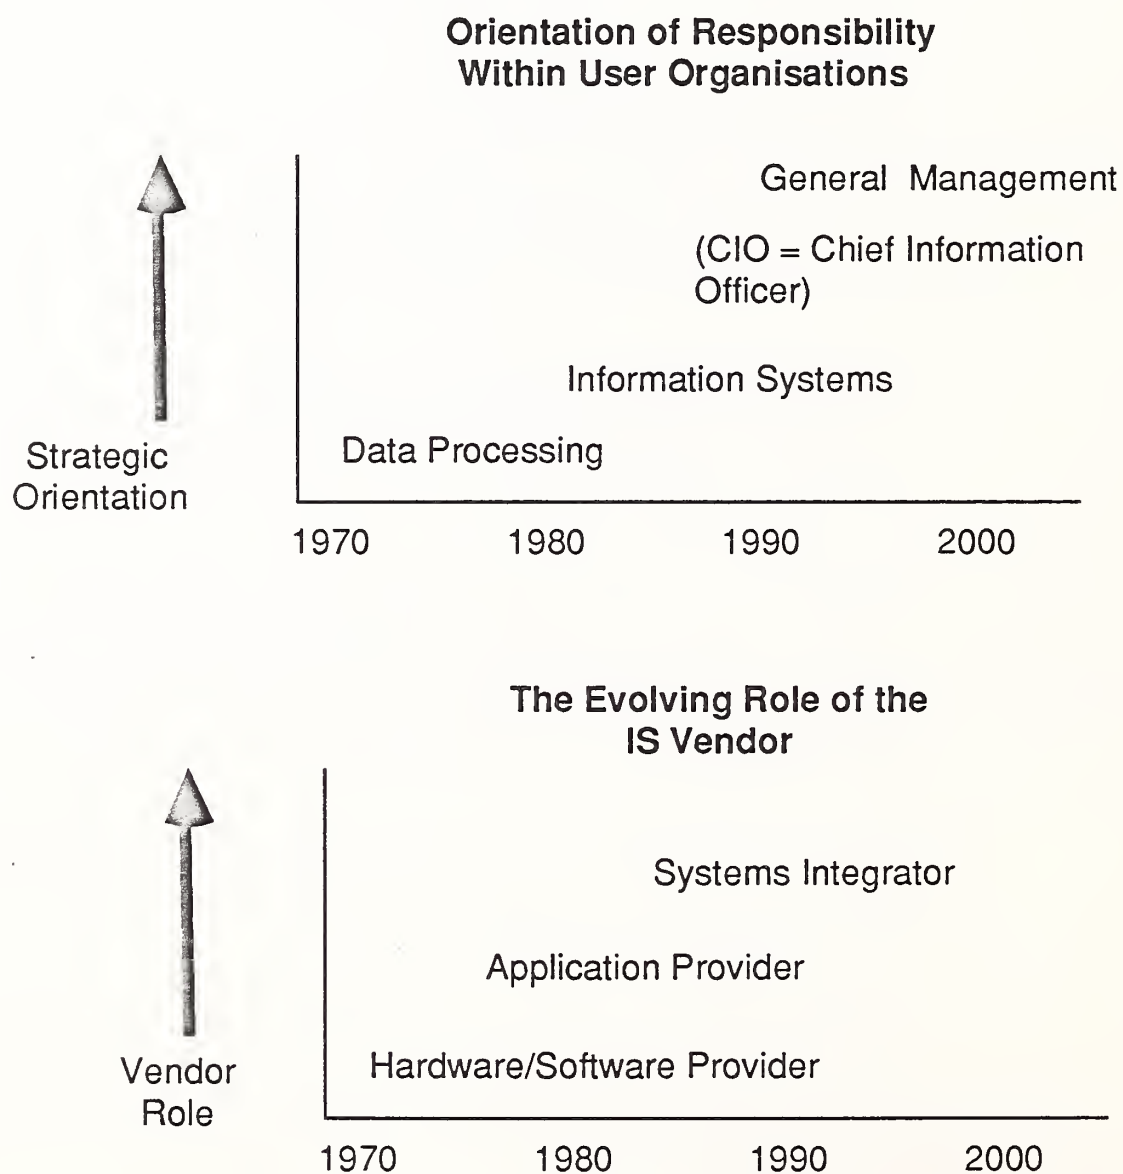 Orientation of Responsibility
Within User Organisations
General Management
(CIO = Chief Information
Officer)
Information Systems
Data Processing
Strategic
Orientation
1970 1980 1990 2000
The Evolving Role of the
IS Vendor
Systems Integrator
Application Provider
Hardware/Software Provider
Vendor
Role
1970 1980 1990 2000